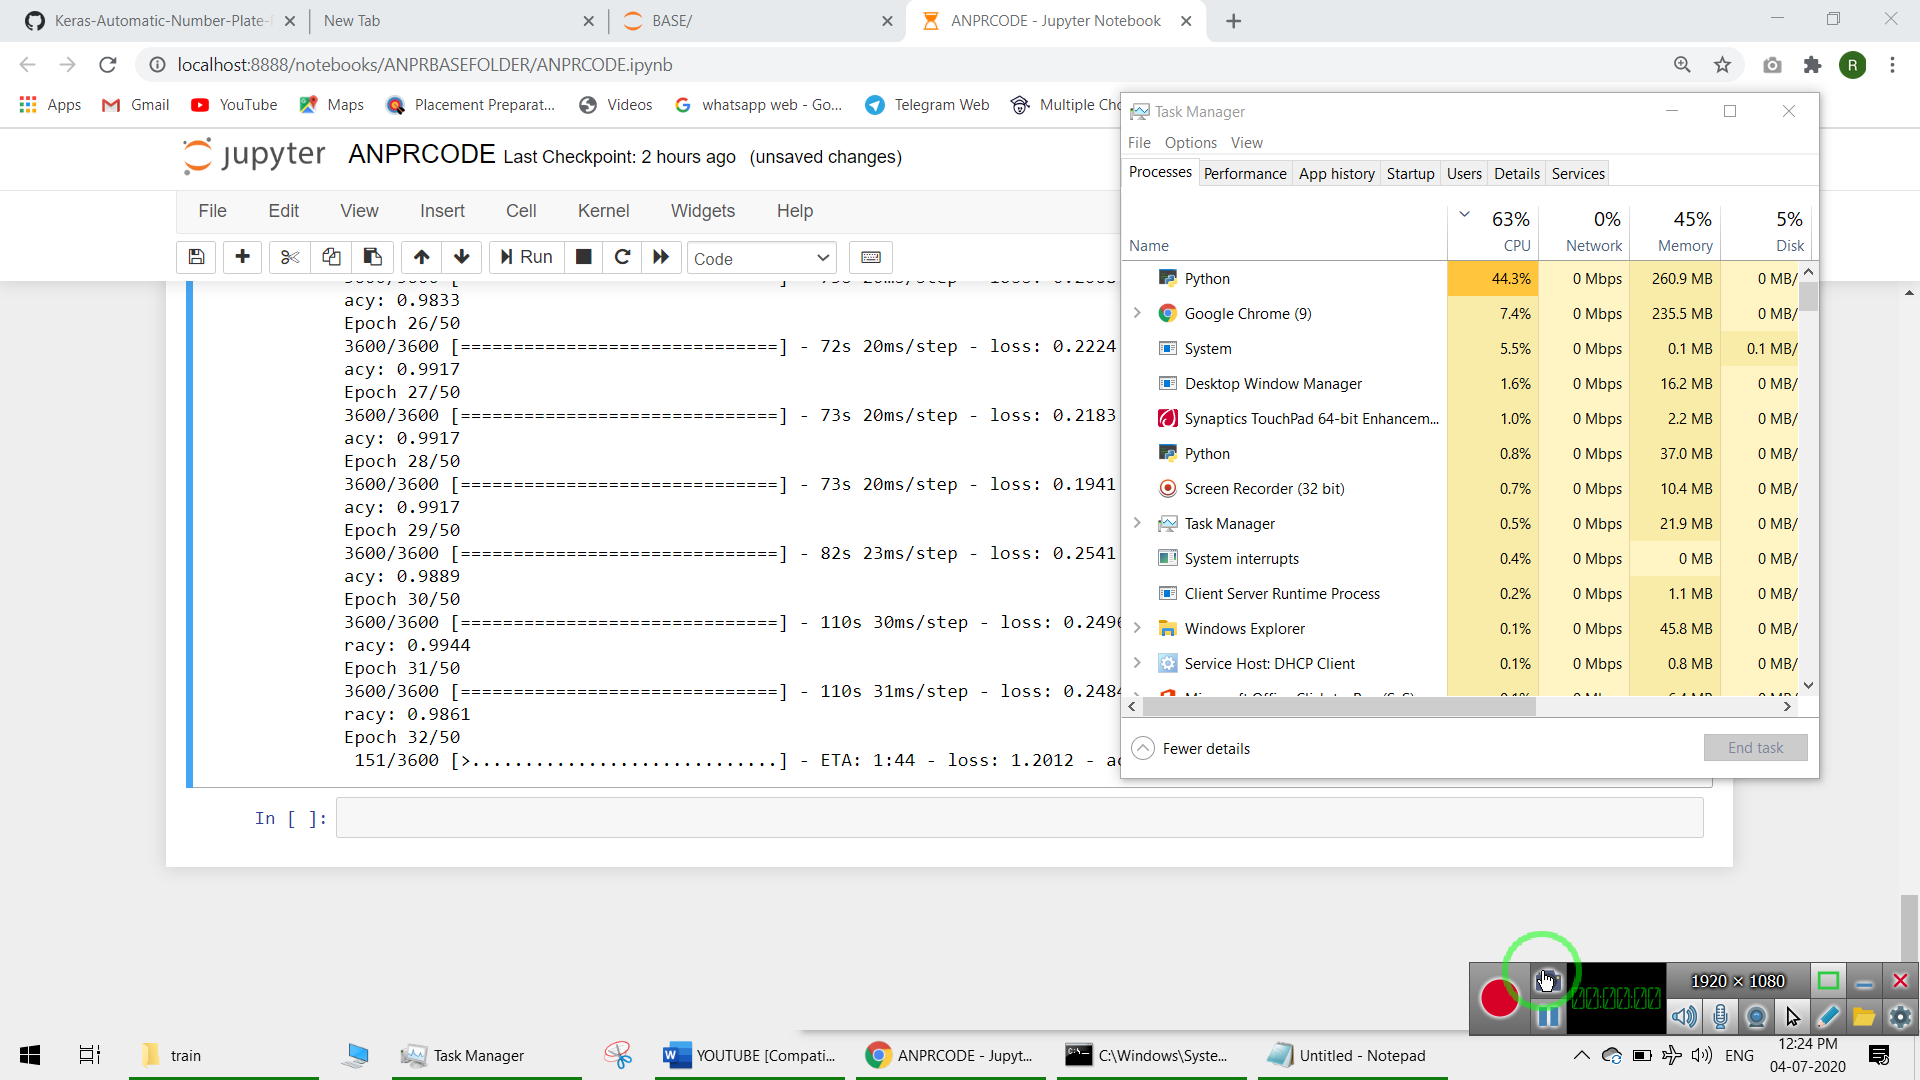 Keras-Automatic-Number-Plate-
New Tab
BASE/
ANPRCODE - Jupyter Notebook
localhost:8888/notebooks/ANPRBASEFOLDER/ANPRCODE.ipynb
R
Apps
Gmail
YouTube
Maps
Placement Preparat...
Videos
whatsapp web - Go...
Telegram Web
Multiple
jupyter
ANPRCODE Last Checkpoint: 2 hours ago (unsaved changes)
File Edit View Insert Cell Kernel Widgets Help
Run
Code
acy: 0.9833
Epoch 26/50
3600/3600 [==============================] - 72s 20ms/step - loss: 0.2224
acy: 0.9917
Epoch 27/50
3600/3600 [==============================] - 73s 20ms/step - loss: 0.2183
acy: 0.9917
Epoch 28/50
3600/3600 [==============================] - 73s 20ms/step - loss: 0.1941
acy: 0.9917
Epoch 29/50
3600/3600 [==============================] - 82s 23ms/step - loss: 0.2541
acy: 0.9889
Epoch 30/50
3600/3600 [==============================] - 110s 30ms/step - loss: 0.249
racy: 0.9944
Epoch 31/50
3600/3600 [==============================] - 110s 31ms/step - loss: 0.248
racy: 0.9861
Epoch 32/50
151/3600 [>.............................] - ETA: 1:44 - loss: 1.2012 - a
In [ ]:
Task Manager
File Options View
Processes Performance App history Startup Users Details Services
63% 0% 45% 5%
Name CPU Network Memory Disk
Python 44.3% 0 Mbps 260.9 MB 0 MB/
Google Chrome (9) 7.4% 0 Mbps 235.5 MB 0 MB/
System 5.5% 0 Mbps 0.1 MB 0.1 MB/
Desktop Window Manager 1.6% 0 Mbps 16.2 MB 0 MB/
Synaptics TouchPad 64-bit Enhancem... 1.0% 0 Mbps 2.2 MB 0 MB/
Python 0.8% 0 Mbps 37.0 MB 0 MB/
Screen Recorder (32 bit) 0.7% 0 Mbps 10.4 MB 0 MB/
Task Manager 0.5% 0 Mbps 21.9 MB 0 MB/
System interrupts 0.4% 0 Mbps 0 MB 0 MB/
Client Server Runtime Process 0.2% 0 Mbps 1.1 MB 0 MB/
Windows Explorer 0.1% 0 Mbps 45.8 MB 0 MB/
Service Host: DHCP Client 0.1% 0 Mbps 0.8 MB 0 MB/
Fewer details
End task
00:00:00
1920 × 1080
train
Task Manager
YOUTUBE [Compati...
ANPRCODE - Jupyt...
C:\Windows\Syste...
Untitled - Notepad
ENG
12:24 PM
04-07-2020